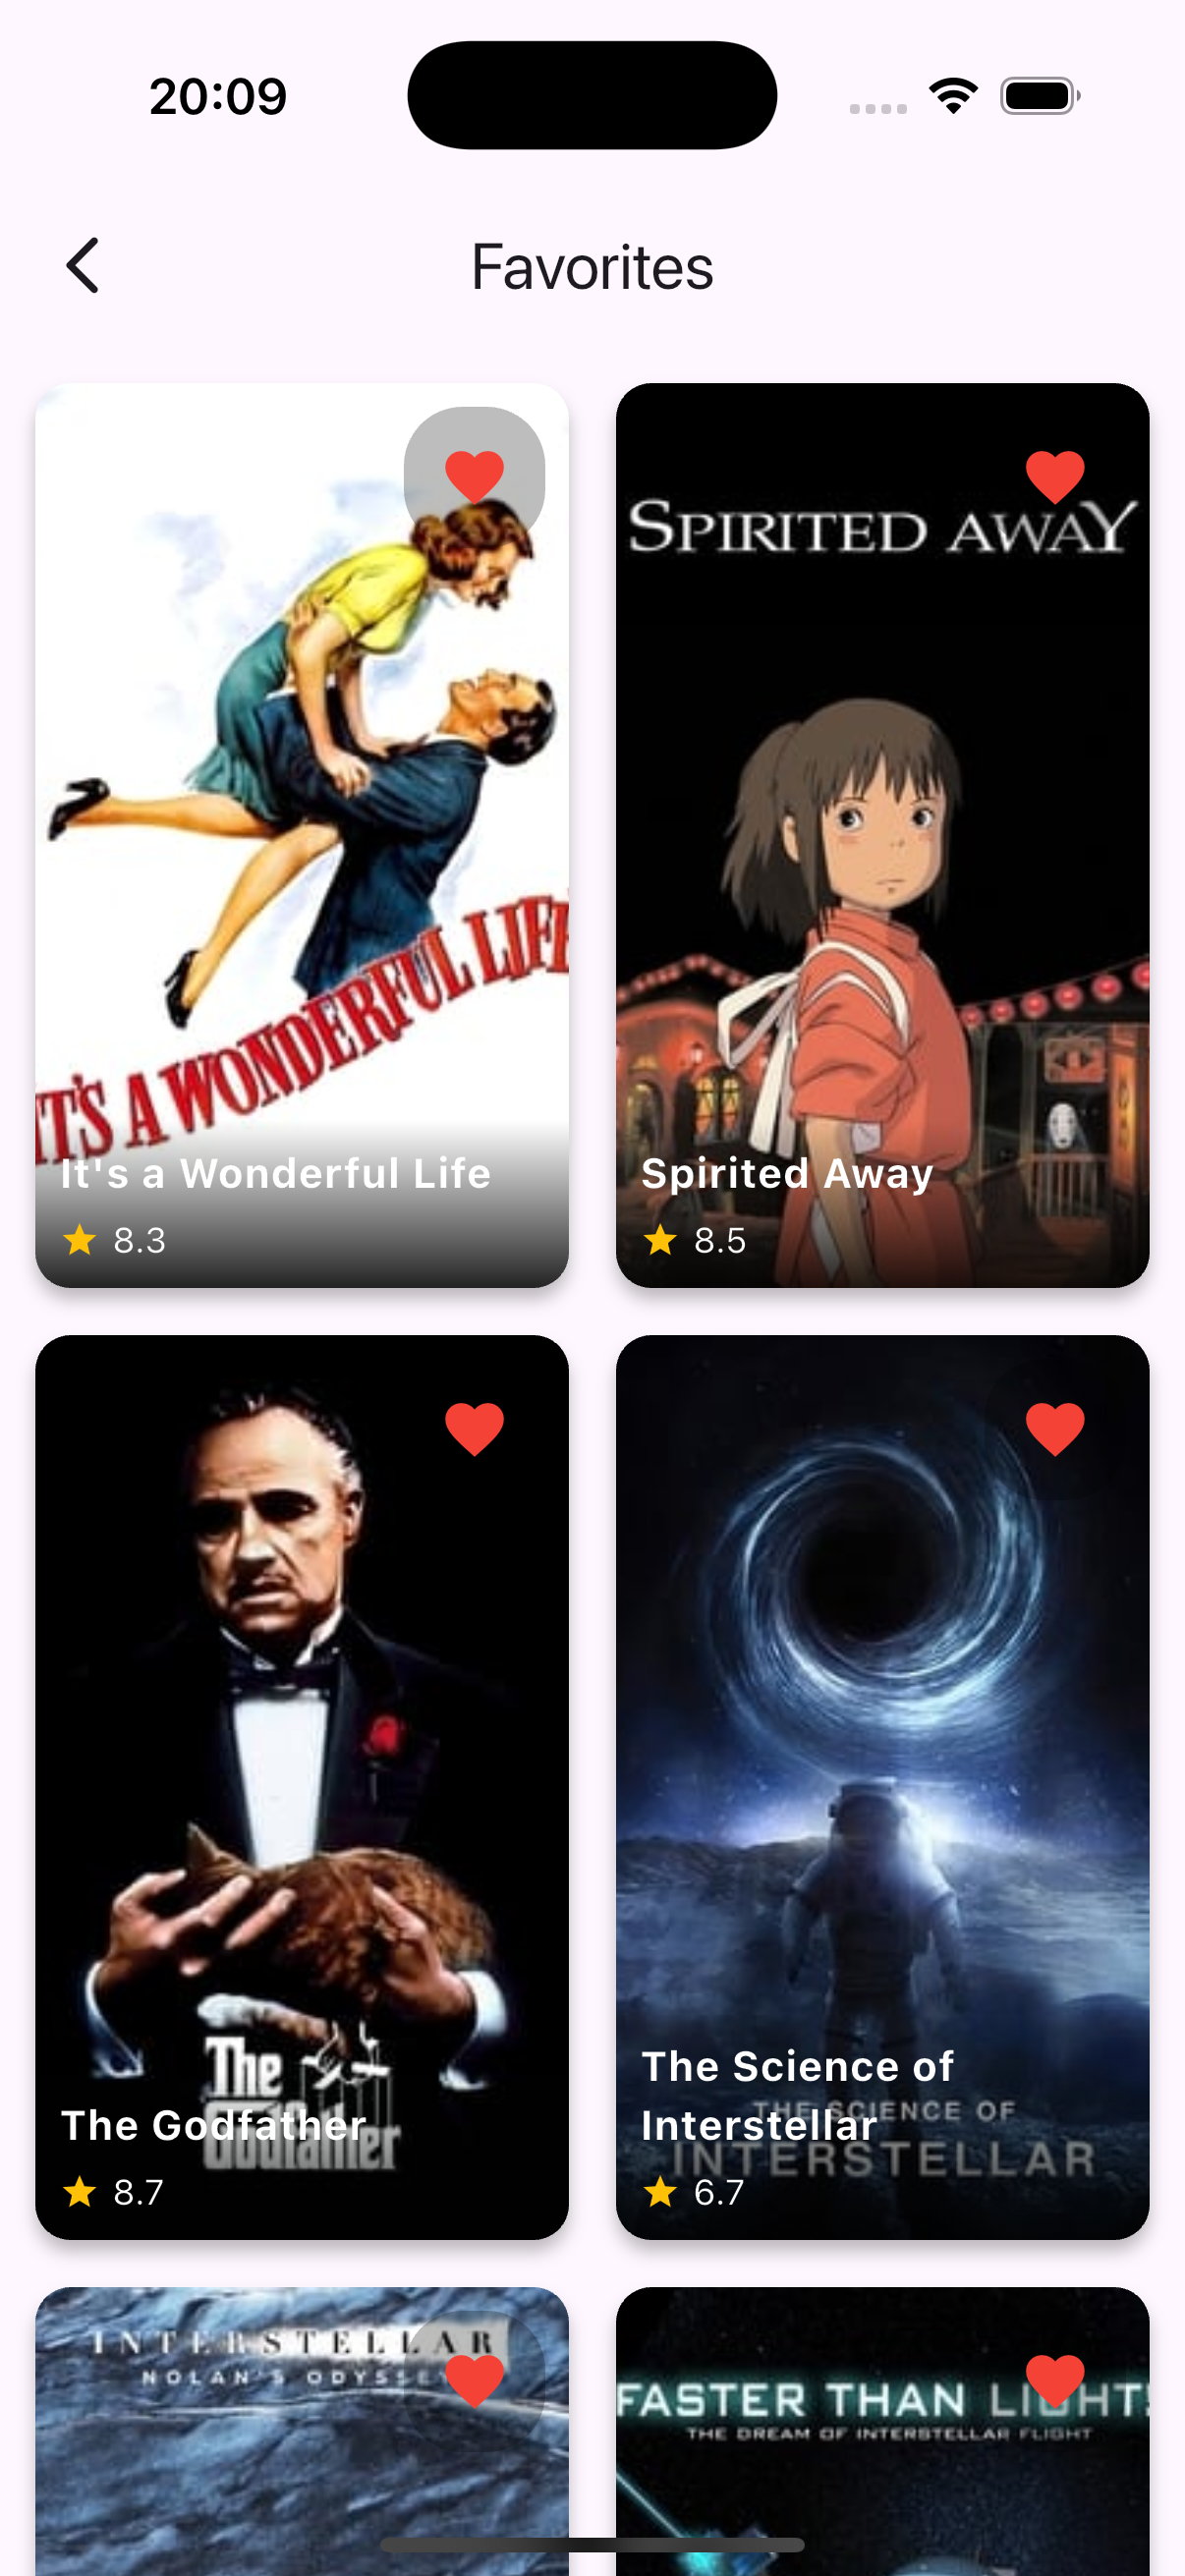 20:09
Favorites
SPIRITED AWAY
IT'S A WONDERFUL LIFE
It's a Wonderful Life
8.3
Spirited Away
8.5
The
Godfather
The Godfather
8.7
The Science of
Interstellar
THE SCIENCE OF
INTERSTELLAR
6.7
INTERSTELLAR
NOLAN'S ODYSSEY
FASTER THAN LIGHT:
THE DREAM OF INTERSTELLAR FLIGHT